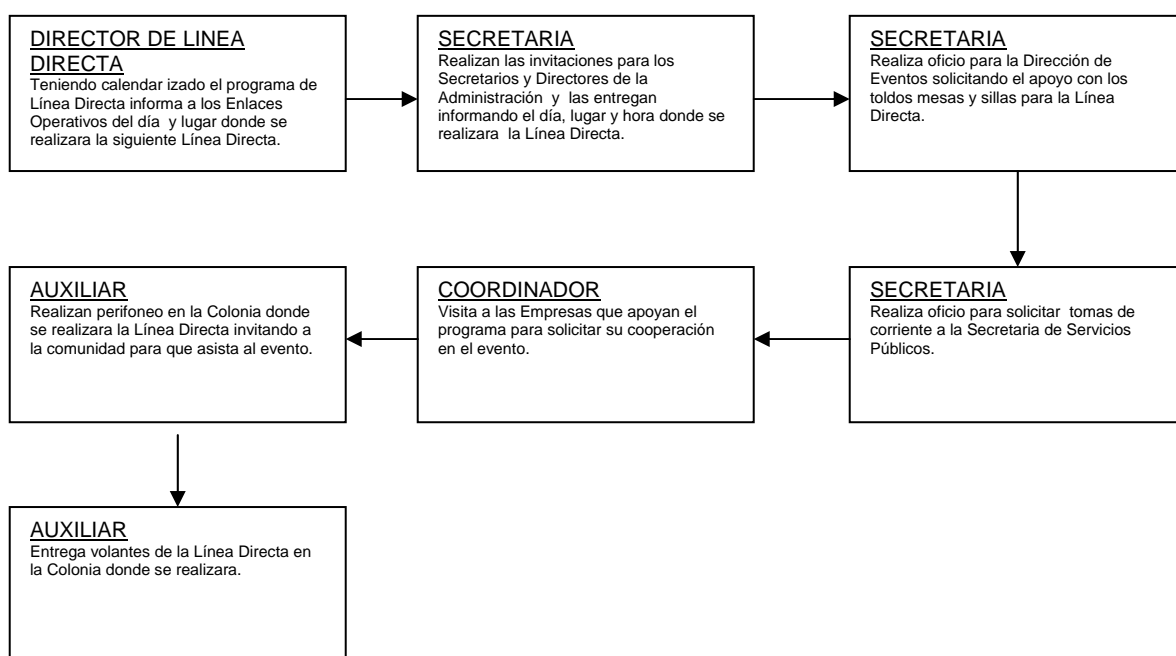 DIRECTOR DE LINEA
DIRECTA
Teniendo calendar izado el programa de
Línea Directa informa a los Enlaces
Operativos del día y lugar donde se
realizara la siguiente Línea Directa.
SECRETARIA
Realizan las invitaciones para los
Secretarios y Directores de la
Administración y las entregan
informando el día, lugar y hora donde se
realizara la Línea Directa.
SECRETARIA
Realiza oficio para la Dirección de
Eventos solicitando el apoyo con los
toldos mesas y sillas para la Línea
Directa.
SECRETARIA
Realiza oficio para solicitar tomas de
corriente a la Secretaria de Servicios
Públicos.
COORDINADOR
Visita a las Empresas que apoyan el
programa para solicitar su cooperación
en el evento.
AUXILIAR
Realizan perifoneo en la Colonia donde
se realizara la Línea Directa invitando a
la comunidad para que asista al evento.
AUXILIAR
Entrega volantes de la Línea Directa en
la Colonia donde se realizara.